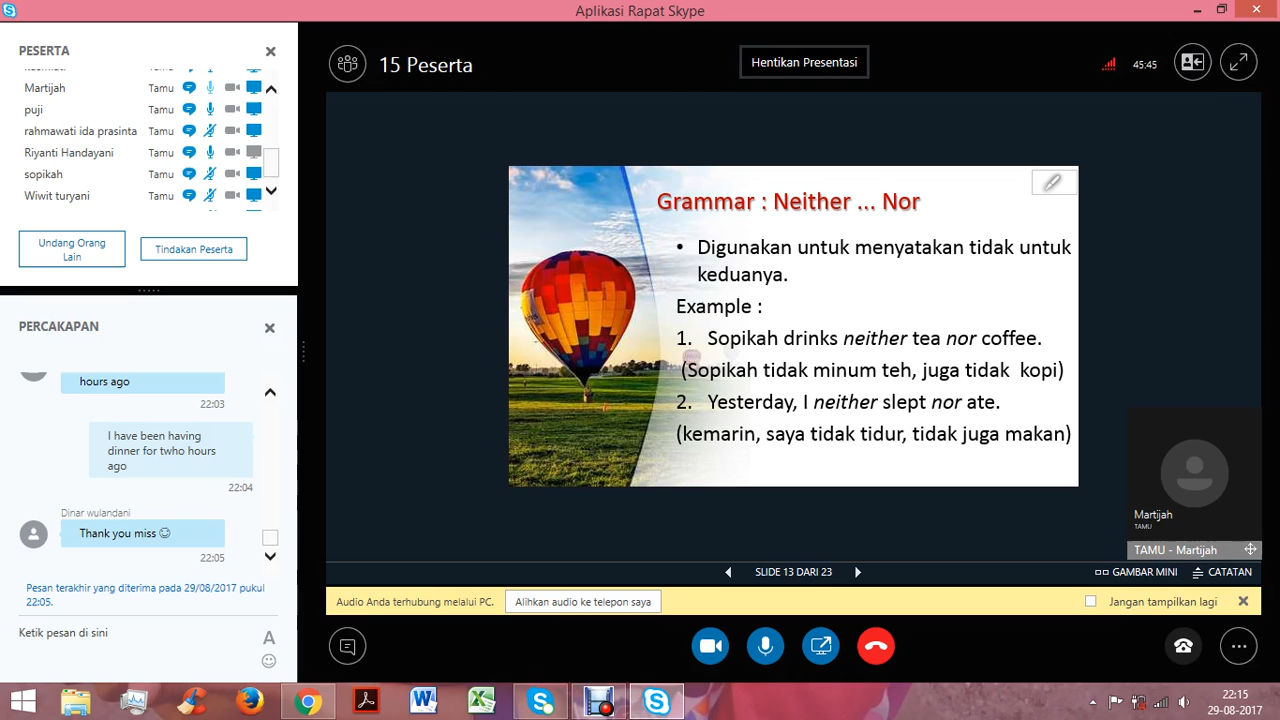 Aplikasi Rapat Skype
PESERTA
Martijah Tamu
puji Tamu
rahmawati ida prasinta Tamu
Riyanti Handayani Tamu
sopikah Tamu
Wiwit turyani Tamu
Undang Orang
Lain
Tindakan Peserta
PERCAKAPAN
hours ago
22:03
I have been having
dinner for twho hours
ago
22:04
Dinar wulandani
Thank you miss
22:05
Pesan terakhir yang diterima pada 29/08/2017 pukul
22:05.
Ketik pesan di sini
A
15 Peserta
Hentikan Presentasi
45:45
Grammar : Neither ... Nor
• Digunakan untuk menyatakan tidak untuk
keduanya.
Example :
1. Sopikah drinks neither tea nor coffee.
(Sopikah tidak minum teh, juga tidak kopi)
2. Yesterday, I neither slept nor ate.
(kemarin, saya tidak tidur, tidak juga makan)
Martijah
TAMU
TAMU - Martijah
SLIDE 13 DARI 23
GAMBAR MINI
CATATAN
Audio Anda terhubung melalui PC.
Alihkan audio ke telepon saya
Jangan tampilkan lagi
22:15
29-08-2017